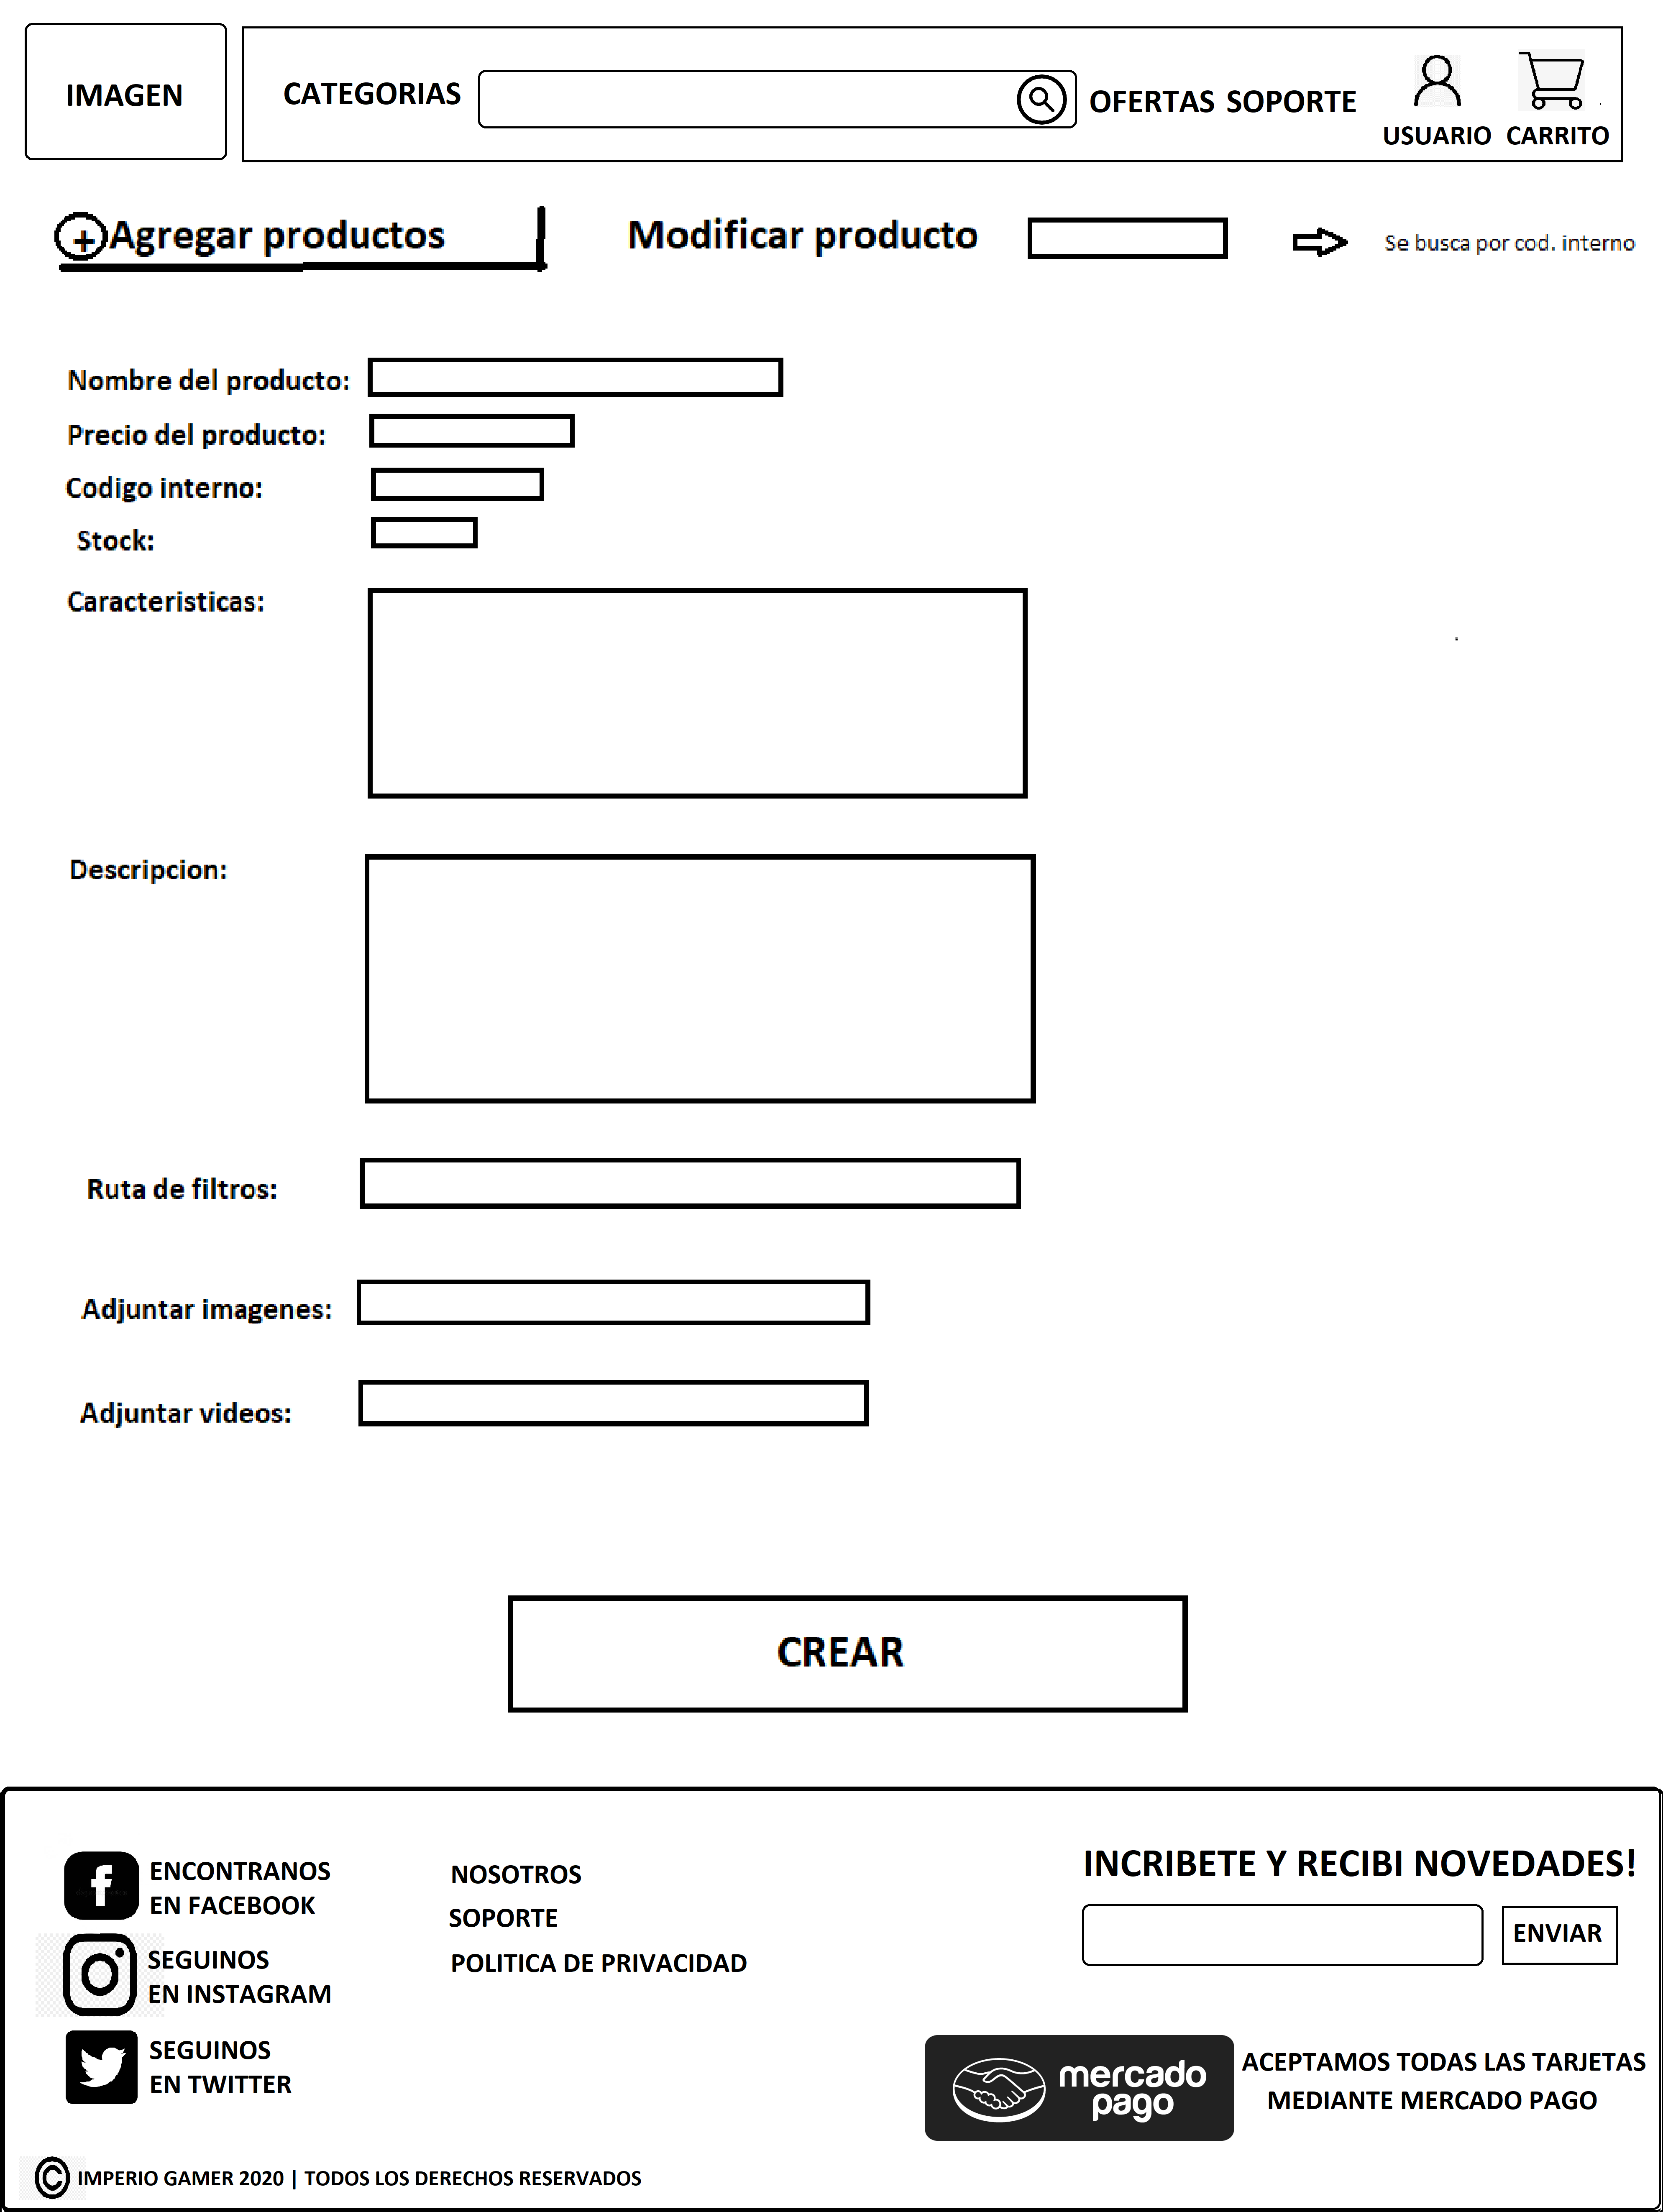 IMAGEN
CATEGORIAS
OFERTAS SOPORTE
USUARIO CARRITO
+ Agregar productos
Modificar producto
Se busca por cod. interno
Nombre del producto:
Precio del producto:
Codigo interno:
Stock:
Caracteristicas:
Descripcion:
Ruta de filtros:
Adjuntar imagenes:
Adjuntar videos:
CREAR
ENCONTRANOS
EN FACEBOOK
SEGUINOS
EN INSTAGRAM
SEGUINOS
EN TWITTER
NOSOTROS
SOPORTE
POLITICA DE PRIVACIDAD
INCRIBETE Y RECIBI NOVEDADES!
ENVIAR
mercado
pago
ACEPTAMOS TODAS LAS TARJETAS
MEDIANTE MERCADO PAGO
© IMPERIO GAMER 2020 | TODOS LOS DERECHOS RESERVADOS